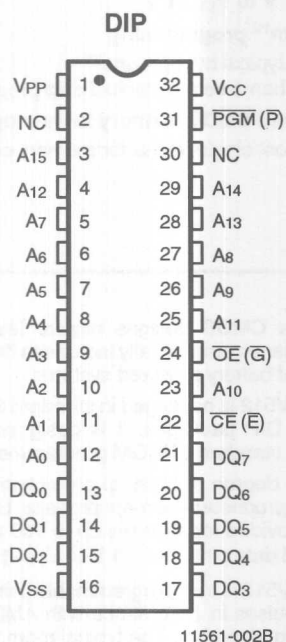 DIP
VPP 1 32 VCC
NC 2 31 P̅G̅M̅ (P̅)
A15 3 30 NC
A12 4 29 A14
A7 5 28 A13
A6 6 27 A8
A5 7 26 A9
A4 8 25 A11
A3 9 24 O̅E̅ (G̅)
A2 10 23 A10
A1 11 22 C̅E̅ (E̅)
A0 12 21 DQ7
DQ0 13 20 DQ6
DQ1 14 19 DQ5
DQ2 15 18 DQ4
VSS 16 17 DQ3
11561-002B